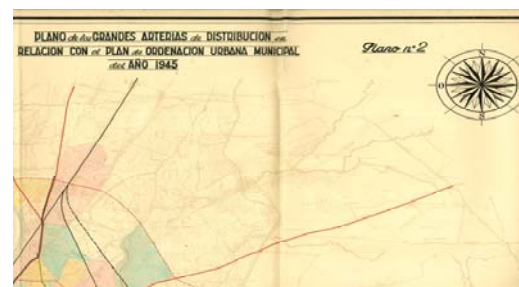 PLANO de las GRANDES ARTERIAS de DISTRIBUCION en
RELACION CON el PLAN de ORDENACION URBANA MUNICIPAL
del AÑO 1945
Plano nº 2
O
S